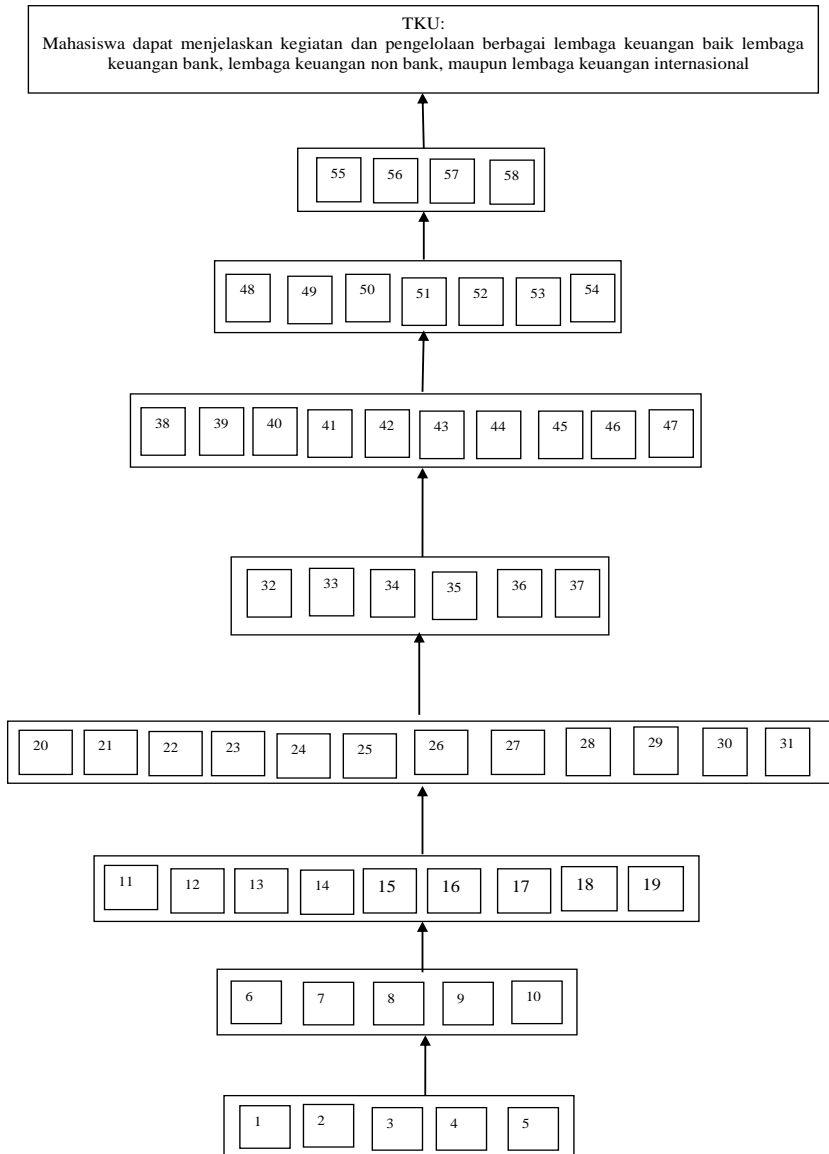 TKU:
Mahasiswa dapat menjelaskan kegiatan dan pengelolaan berbagai lembaga keuangan baik lembaga
keuangan bank, lembaga keuangan non bank, maupun lembaga keuangan internasional
55 56 57 58
48 49 50 51 52 53 54
38 39 40 41 42 43 44 45 46 47
32 33 34 35 36 37
20 21 22 23 24 25 26 27 28 29 30 31
11 12 13 14 15 16 17 18 19
6 7 8 9 10
1 2 3 4 5